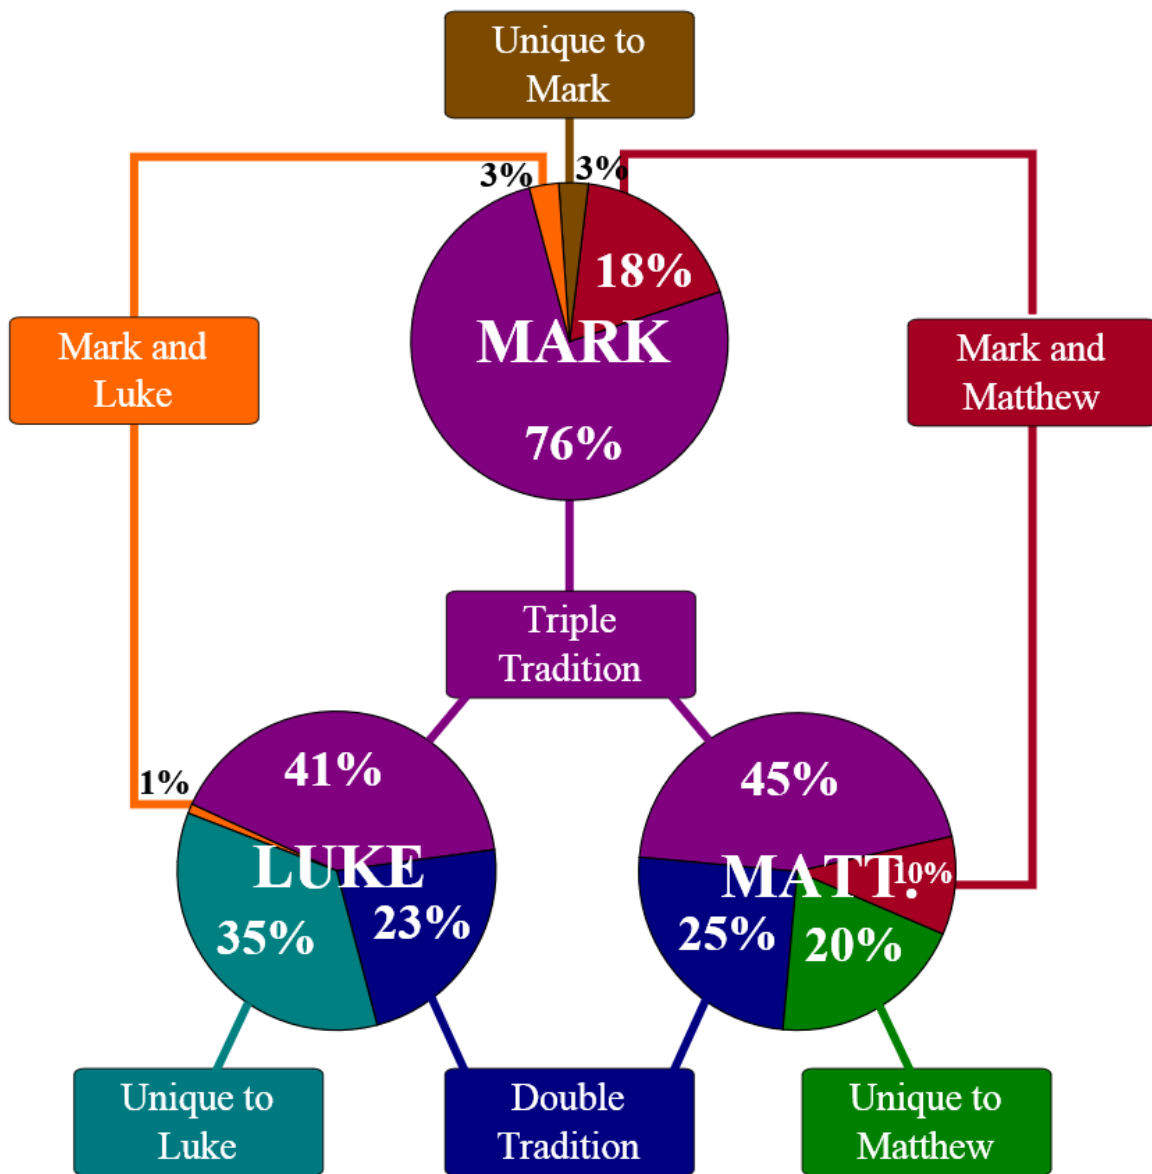 Unique to
Mark
3%
3%
18%
MARK
76%
Mark and
Luke
Mark and
Matthew
Triple
Tradition
1%
41%
LUKE
23%
35%
45%
MATT.
10%
25%
20%
Unique to
Luke
Double
Tradition
Unique to
Matthew